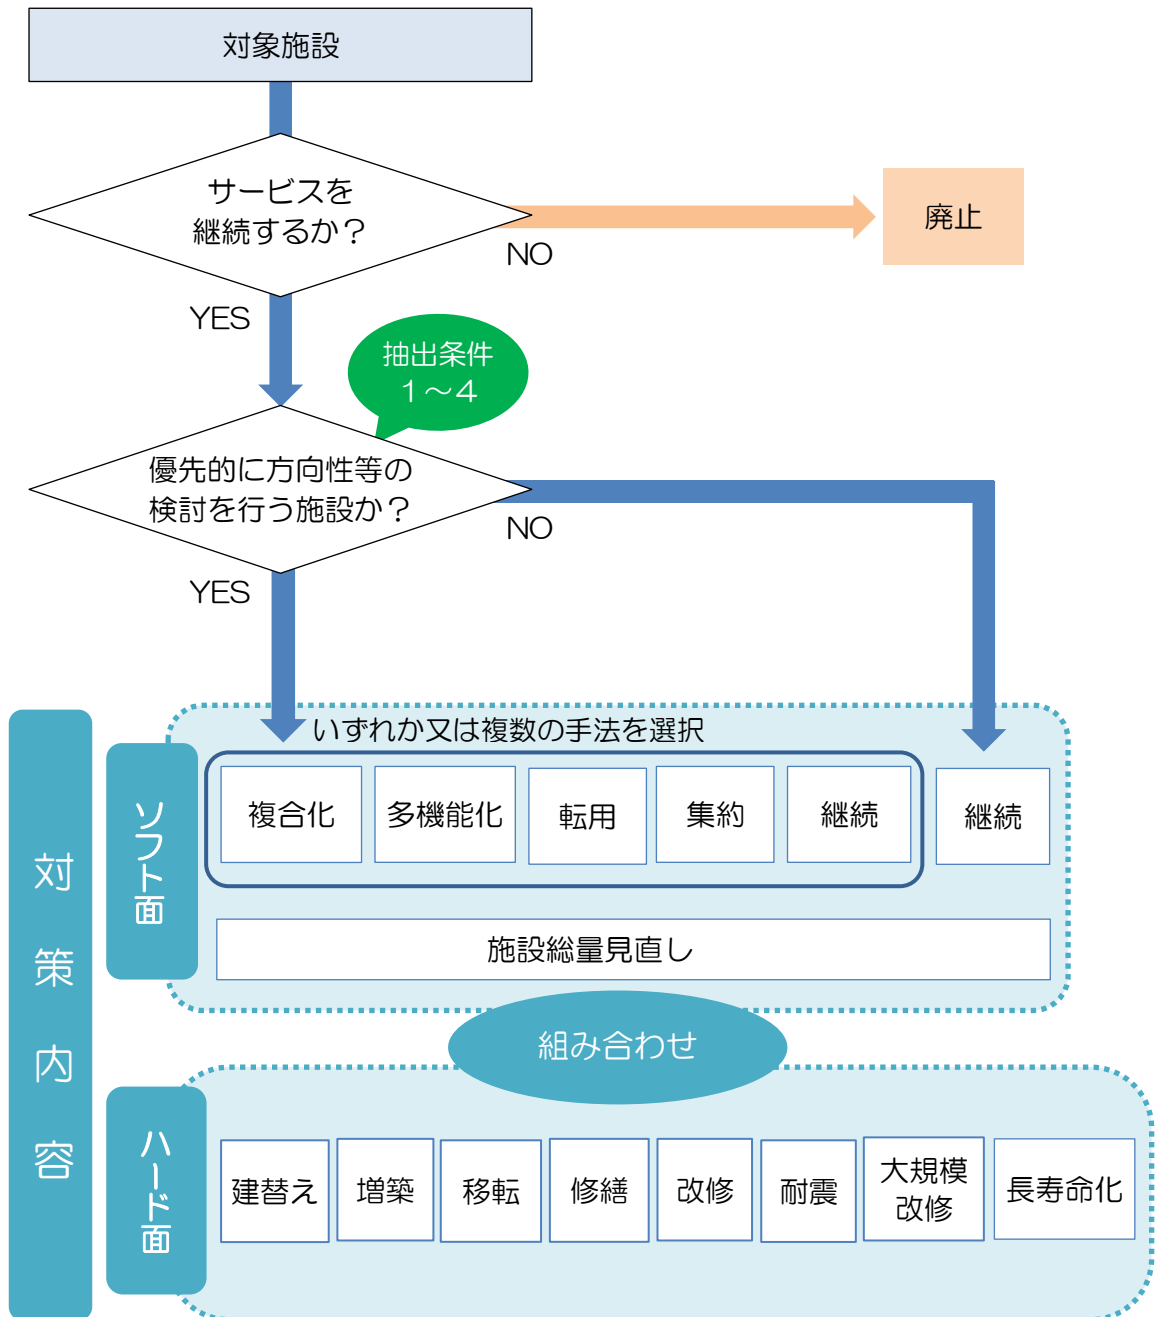 対象施設
サービスを
継続するか？
NO
廃止
YES
抽出条件
１～４
優先的に方向性等の
検討を行う施設か？
NO
YES
対策内容
ソフト面
いずれか又は複数の手法を選択
複合化
多機能化
転用
集約
継続
継続
施設総量見直し
組み合わせ
ハード面
建替え
増築
移転
修繕
改修
耐震
大規模
改修
長寿命化